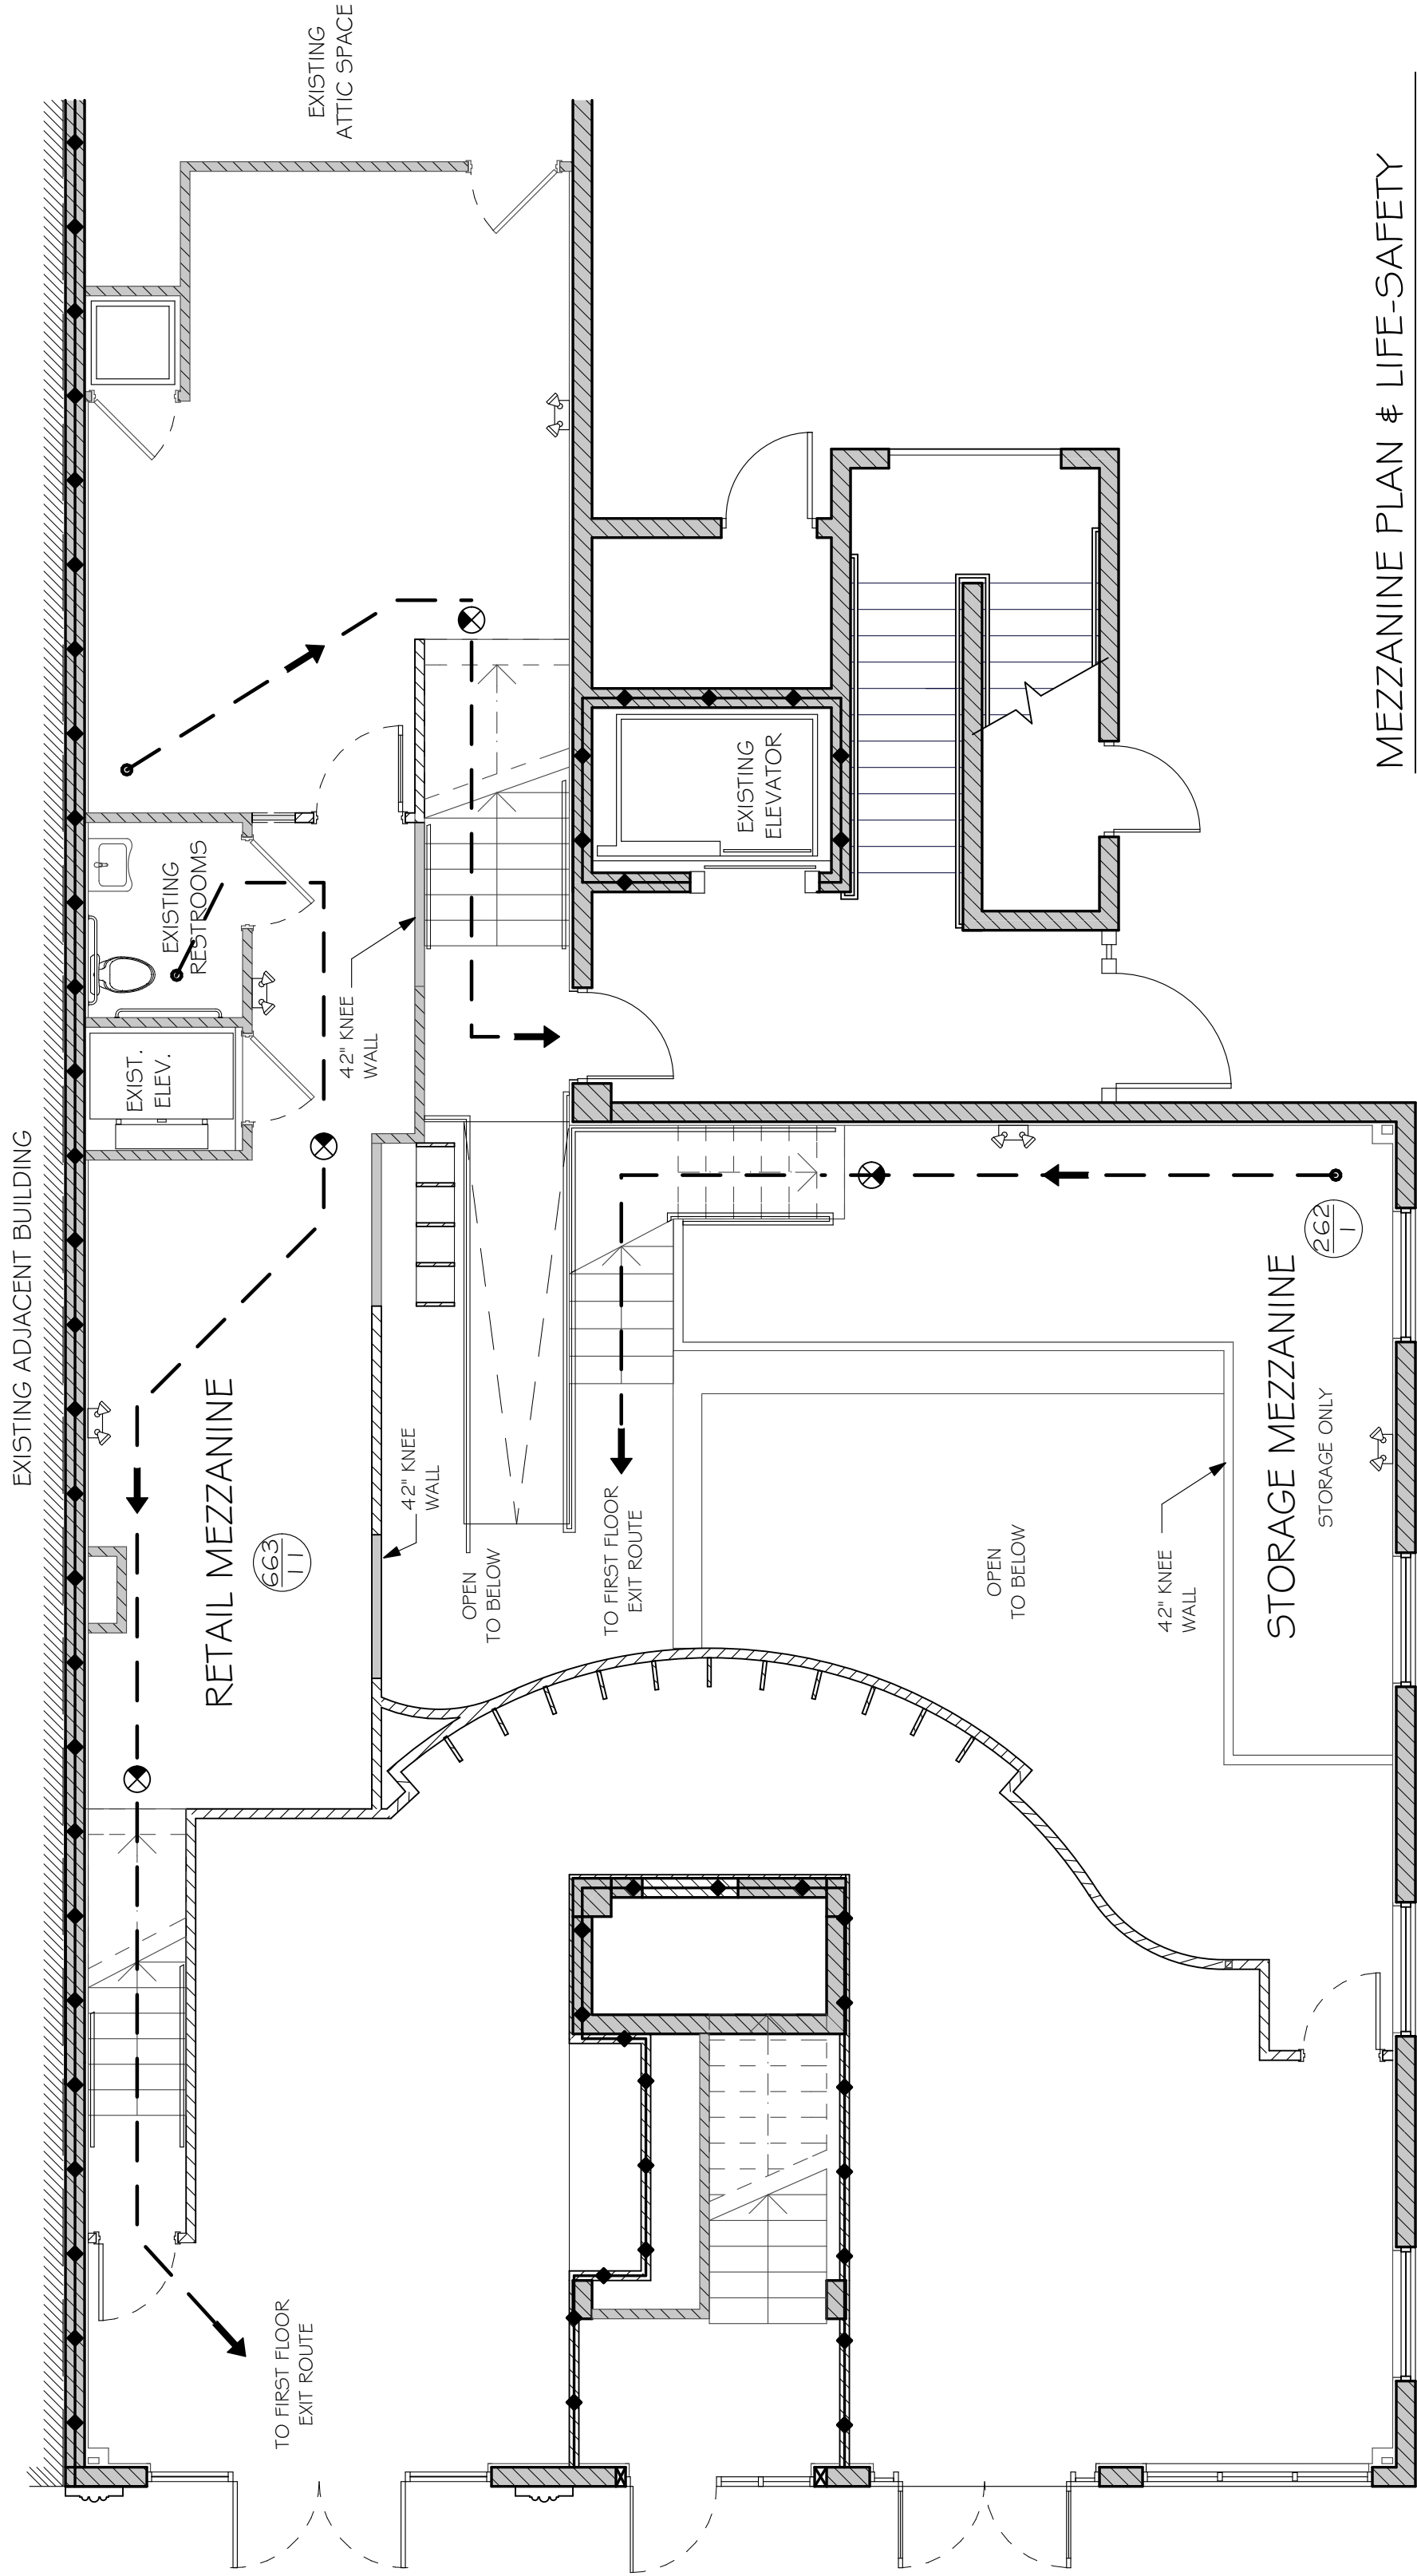 EXISTING ADJACENT BUILDING
EXISTING
ATTIC SPACE
EXISTING
RESTROOMS
EXIST.
ELEV.
42" KNEE
WALL
RETAIL MEZZANINE
663
11
42" KNEE
WALL
OPEN
TO BELOW
TO FIRST FLOOR
EXIT ROUTE
EXISTING
ELEVATOR
OPEN
TO BELOW
42" KNEE
WALL
STORAGE MEZZANINE
STORAGE ONLY
262
1
TO FIRST FLOOR
EXIT ROUTE
MEZZANINE PLAN & LIFE-SAFETY